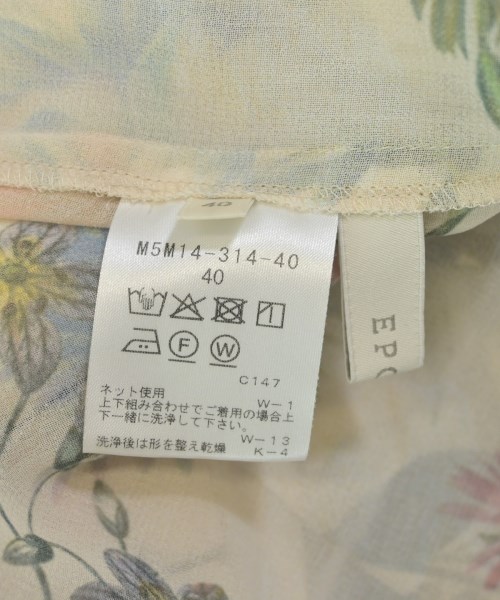 40
M5M14-314-40
40
F W
C147
ネット使用 W-1
上下組み合わせでご着用の場合上
下一緒に洗浄して下さい。
W-13
洗浄後は形を整え乾燥 K-4
EPO